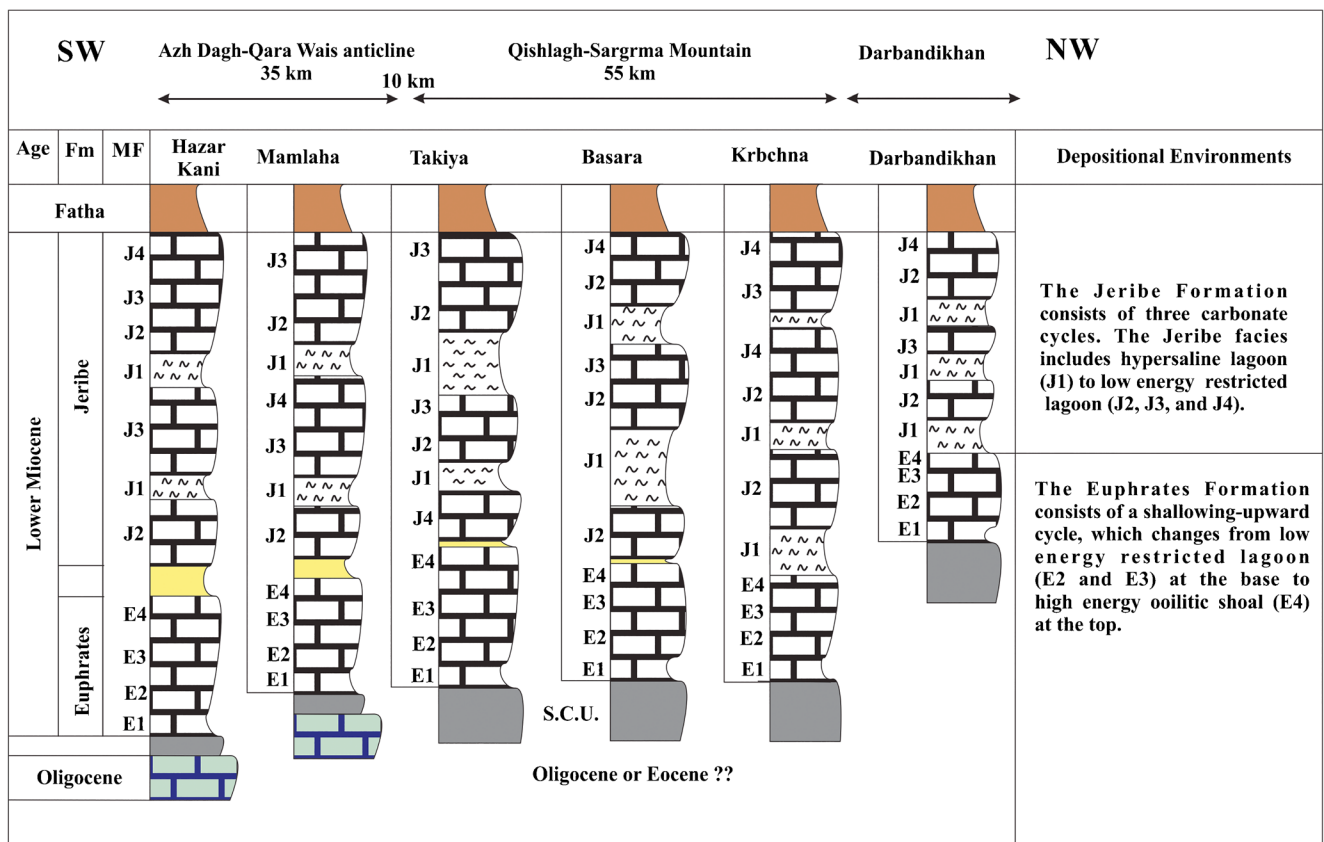 SW
Azh Dagh-Qara Wais anticline
35 km
10 km
Qishlagh-Sargrma Mountain
55 km
Darbandikhan
NW
Age
Fm
MF
Hazar
Kani
Mamlaha
Takiya
Basara
Krbchna
Darbandikhan
Depositional Environments
Fatha
Lower Miocene
Jeribe
Euphrates
Oligocene
J4
J3
J2
J1
J3
J1
J2
E4
E3
E2
E1
J3
J2
J1
J4
J3
J1
J2
E4
E3
E2
E1
J3
J2
J1
J3
J2
J1
J4
E4
E3
E2
E1
J4
J2
J1
J3
J2
J1
J2
E4
E3
E2
E1
J4
J3
J1
J4
J2
J1
J2
J1
E4
E3
E2
E1
J4
J2
J1
J3
J1
J2
J1
E4
E3
E2
E1
S.C.U.
Oligocene or Eocene ??
The Jeribe Formation
consists of three carbonate
cycles. The Jeribe facies
includes hypersaline lagoon
(J1) to low energy restricted
lagoon (J2, J3, and J4).
The Euphrates Formation
consists of a shallowing-upward
cycle, which changes from low
energy restricted lagoon
(E2 and E3) at the base to
high energy ooilitic shoal (E4)
at the top.